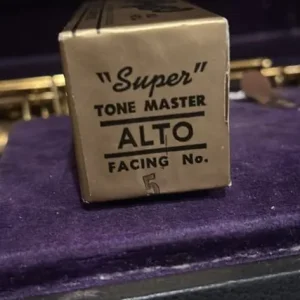 "Super"
TONE MASTER
ALTO
FACING No.
5